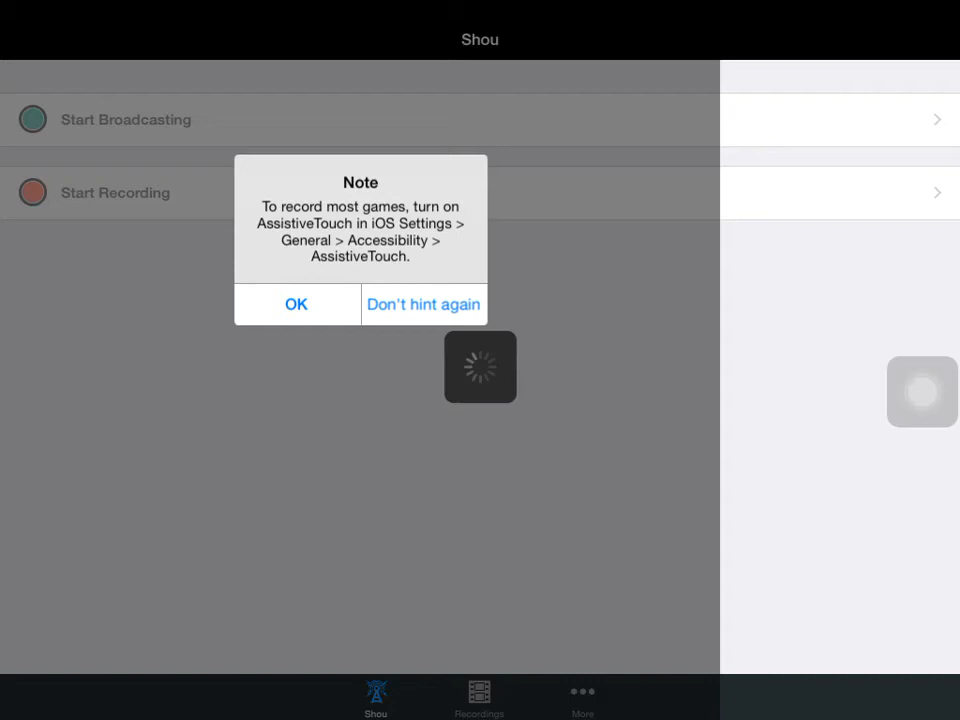 Shou
Start Broadcasting
Start Recording
Note
To record most games, turn on
AssistiveTouch in iOS Settings >
General > Accessibility >
AssistiveTouch.
OK
Don't hint again
Shou
Recordings
More